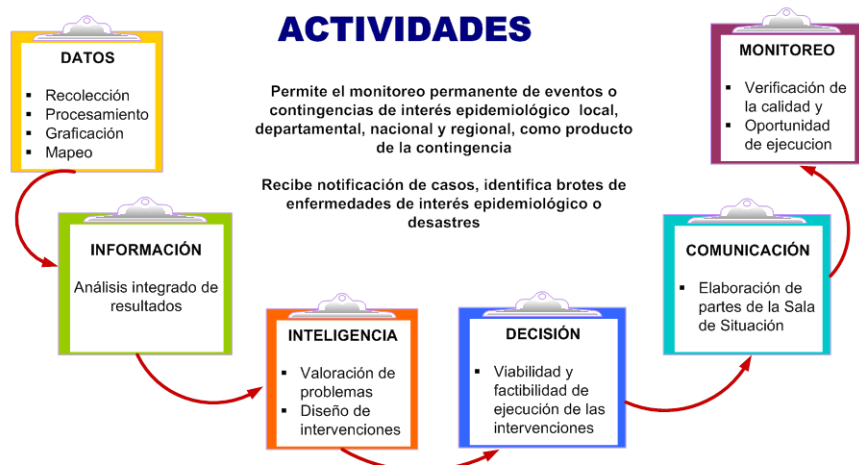 ACTIVIDADES
Permite el monitoreo permanente de eventos o
contingencias de interés epidemiológico local,
departamental, nacional y regional, como producto
de la contingencia
Recibe notificación de casos, identifica brotes de
enfermedades de interés epidemiológico o
desastres
DATOS
▪ Recolección
▪ Procesamiento
▪ Graficación
▪ Mapeo
INFORMACIÓN
Análisis integrado de
resultados
INTELIGENCIA
▪ Valoración de
problemas
▪ Diseño de
intervenciones
DECISIÓN
▪ Viabilidad y
factibilidad de
ejecución de las
intervenciones
COMUNICACIÓN
▪ Elaboración de
partes de la Sala
de Situación
MONITOREO
▪ Verificación de
la calidad y
▪ Oportunidad
de ejecucion